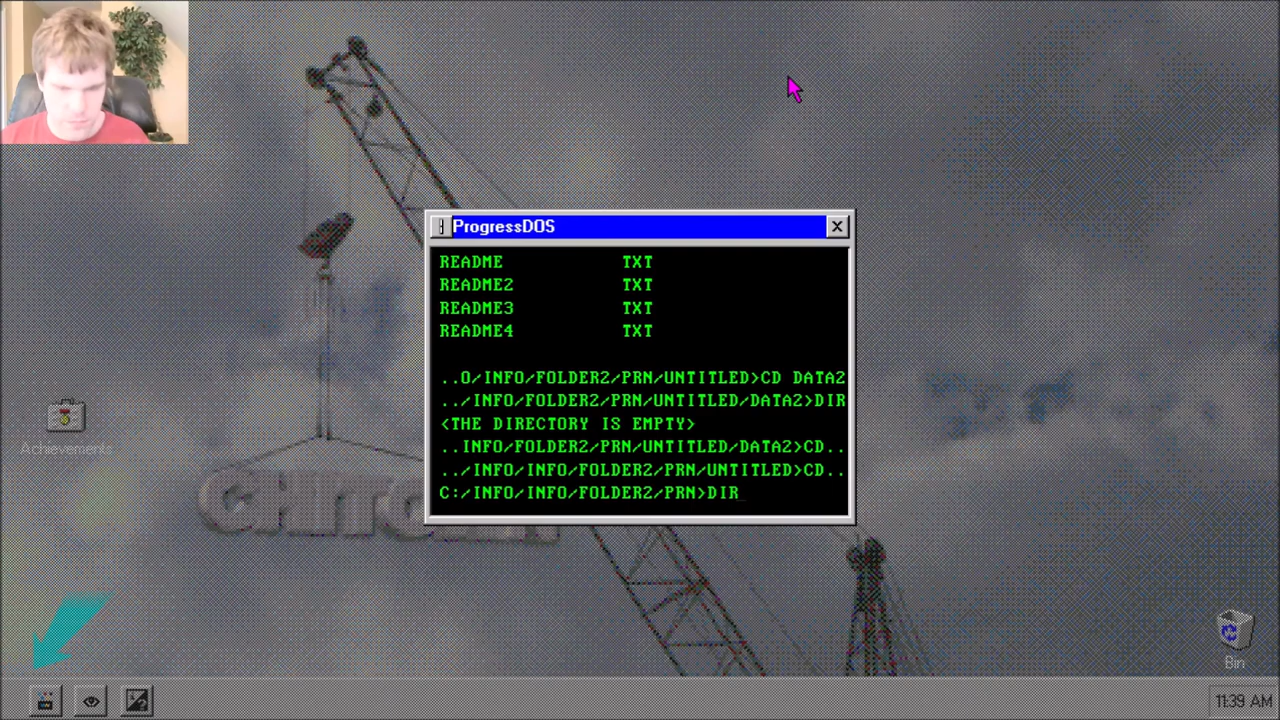 ProgressDOS
README TXT
README2 TXT
README3 TXT
README4 TXT
..O/INFO/FOLDER2/PRN/UNTITLED>CD DATA2
../INFO/FOLDER2/PRN/UNTITLED/DATA2>DIR
<THE DIRECTORY IS EMPTY>
..INFO/FOLDER2/PRN/UNTITLED/DATA2>CD..
../INFO/INFO/FOLDER2/PRN/UNTITLED>CD..
C:/INFO/INFO/FOLDER2/PRN>DIR
Achievements
Bin
11:39 AM